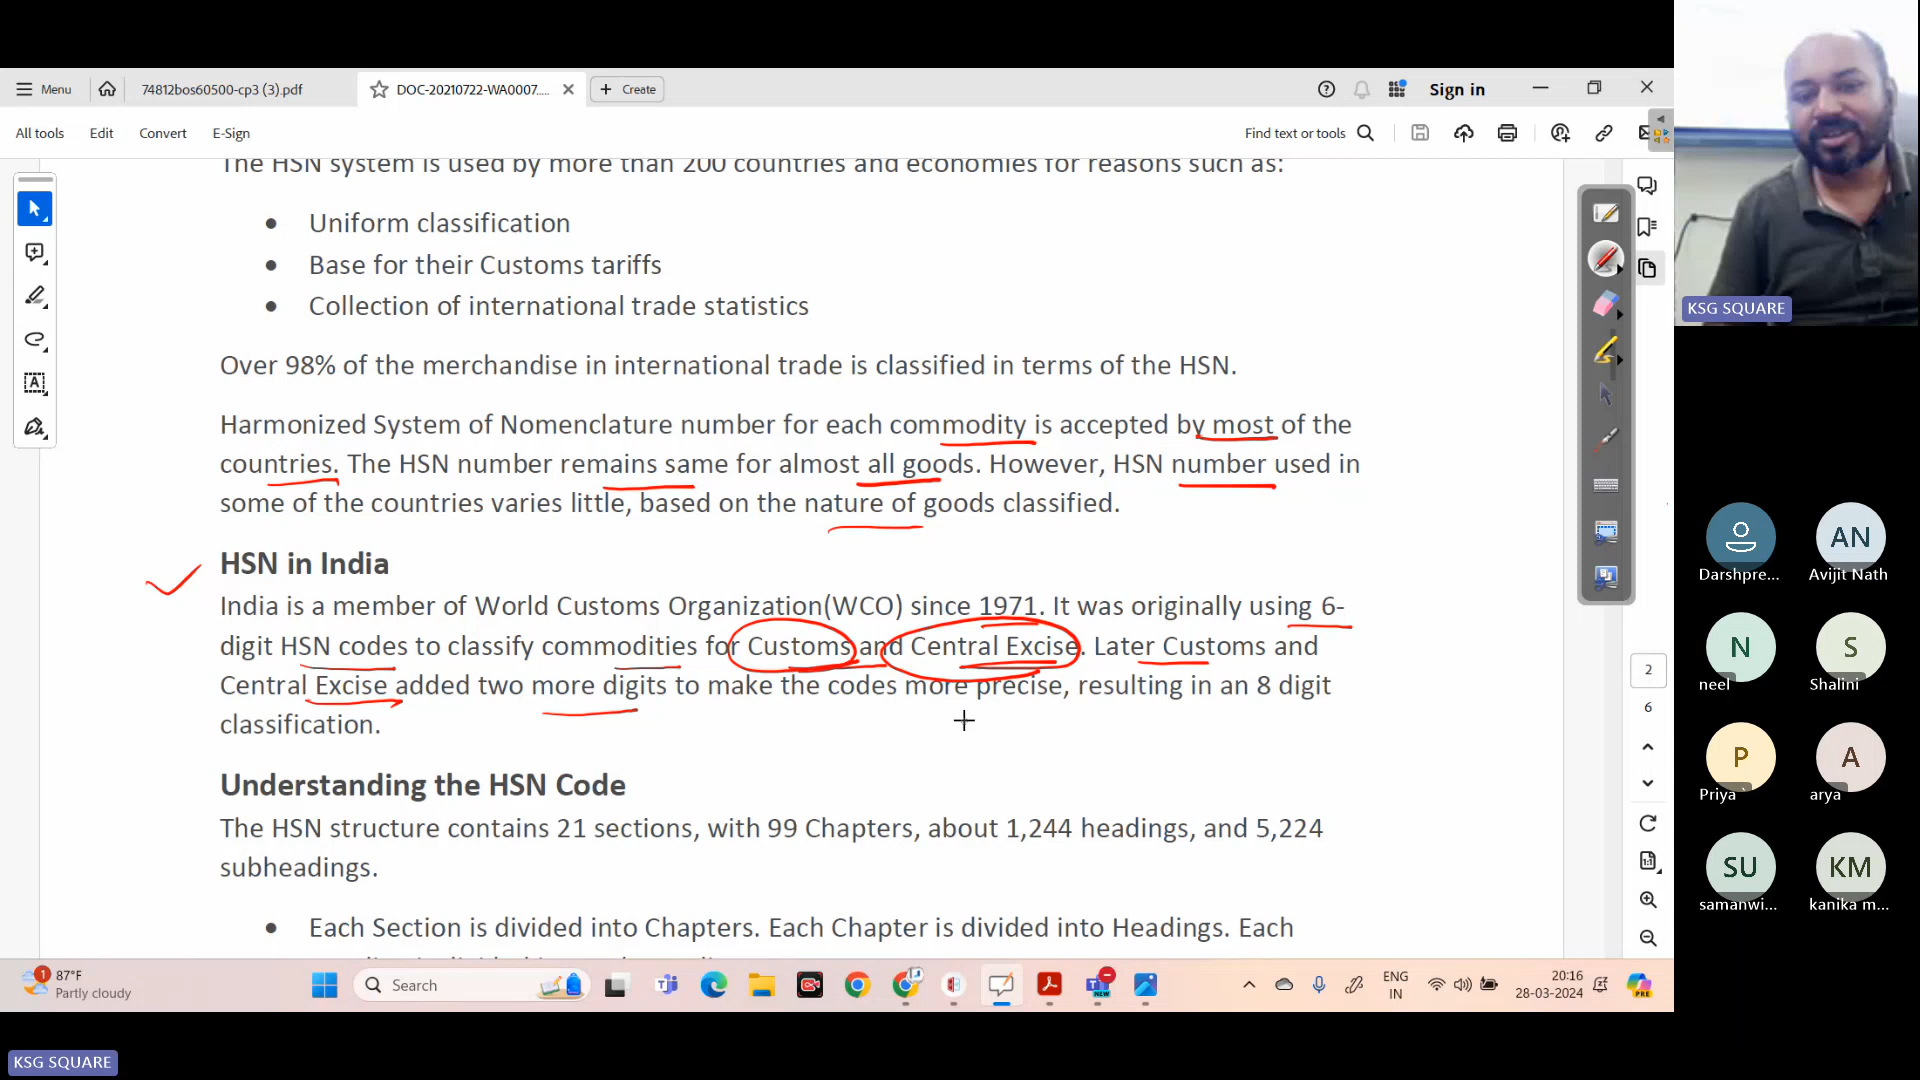 Menu
74812bos60500-cp3 (3).pdf
DOC-20210722-WA0007....
Create
Sign in
All tools
Edit
Convert
E-Sign
Find text or tools
The HSN system is used by more than 200 countries and economies for reasons such as:
• Uniform classification
• Base for their Customs tariffs
• Collection of international trade statistics
Over 98% of the merchandise in international trade is classified in terms of the HSN.
Harmonized System of Nomenclature number for each commodity is accepted by most of the
countries. The HSN number remains same for almost all goods. However, HSN number used in
some of the countries varies little, based on the nature of goods classified.
HSN in India
India is a member of World Customs Organization(WCO) since 1971. It was originally using 6-
digit HSN codes to classify commodities for Customs and Central Excise. Later Customs and
Central Excise added two more digits to make the codes more precise, resulting in an 8 digit
classification.
Understanding the HSN Code
The HSN structure contains 21 sections, with 99 Chapters, about 1,244 headings, and 5,224
subheadings.
• Each Section is divided into Chapters. Each Chapter is divided into Headings. Each
2
6
KSG SQUARE
Darshpre...
AN
Avijit Nath
N
neel
S
Shalini
P
Priya `
A
arya
SU
samanwi...
KM
kanika m...
1
87°F
Partly cloudy
Search
NEW
ENG
IN
20:16
28-03-2024
PRE
KSG SQUARE